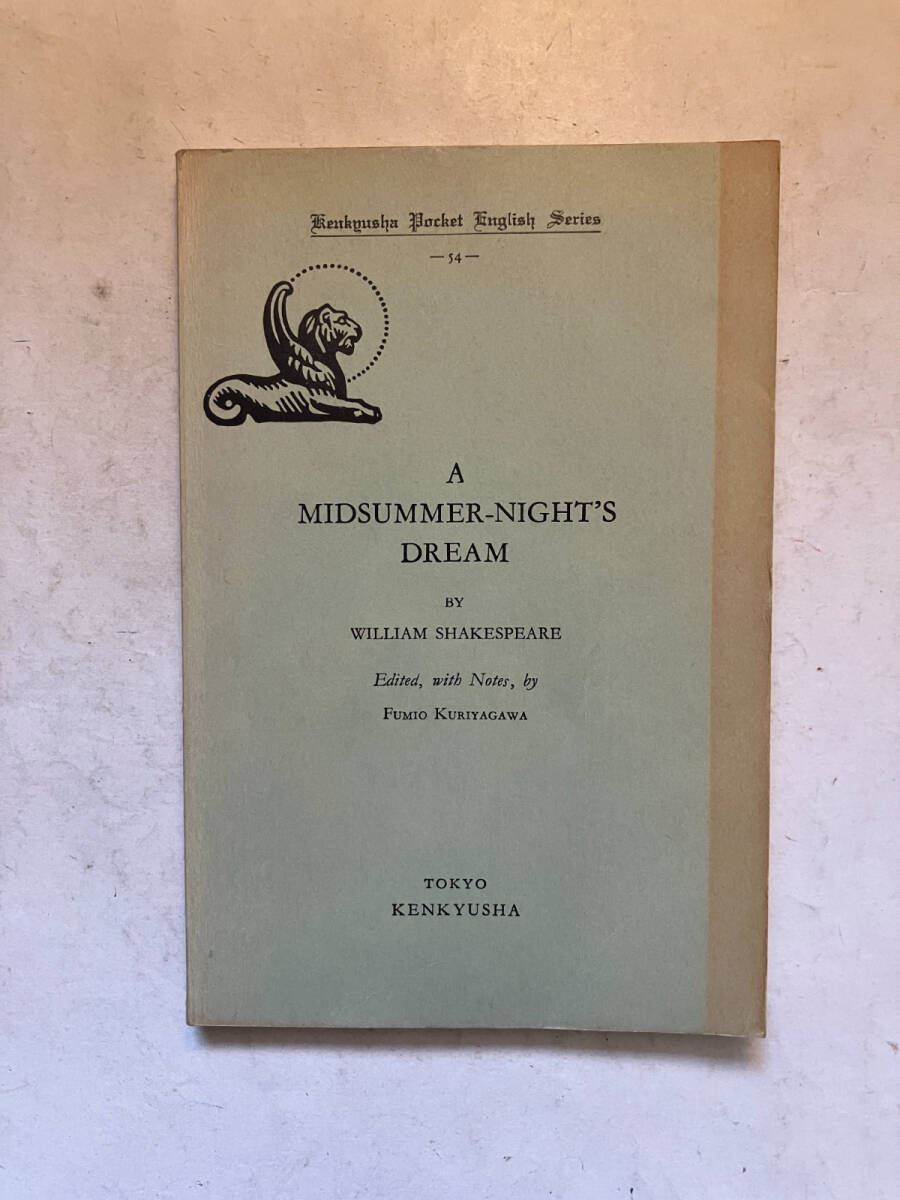 Kenkyusha Pocket English Series
— 54 —
A
MIDSUMMER-NIGHT'S
DREAM
BY
WILLIAM SHAKESPEARE
Edited, with Notes, by
FUMIO KURIYAGAWA
TOKYO
KENKYUSHA